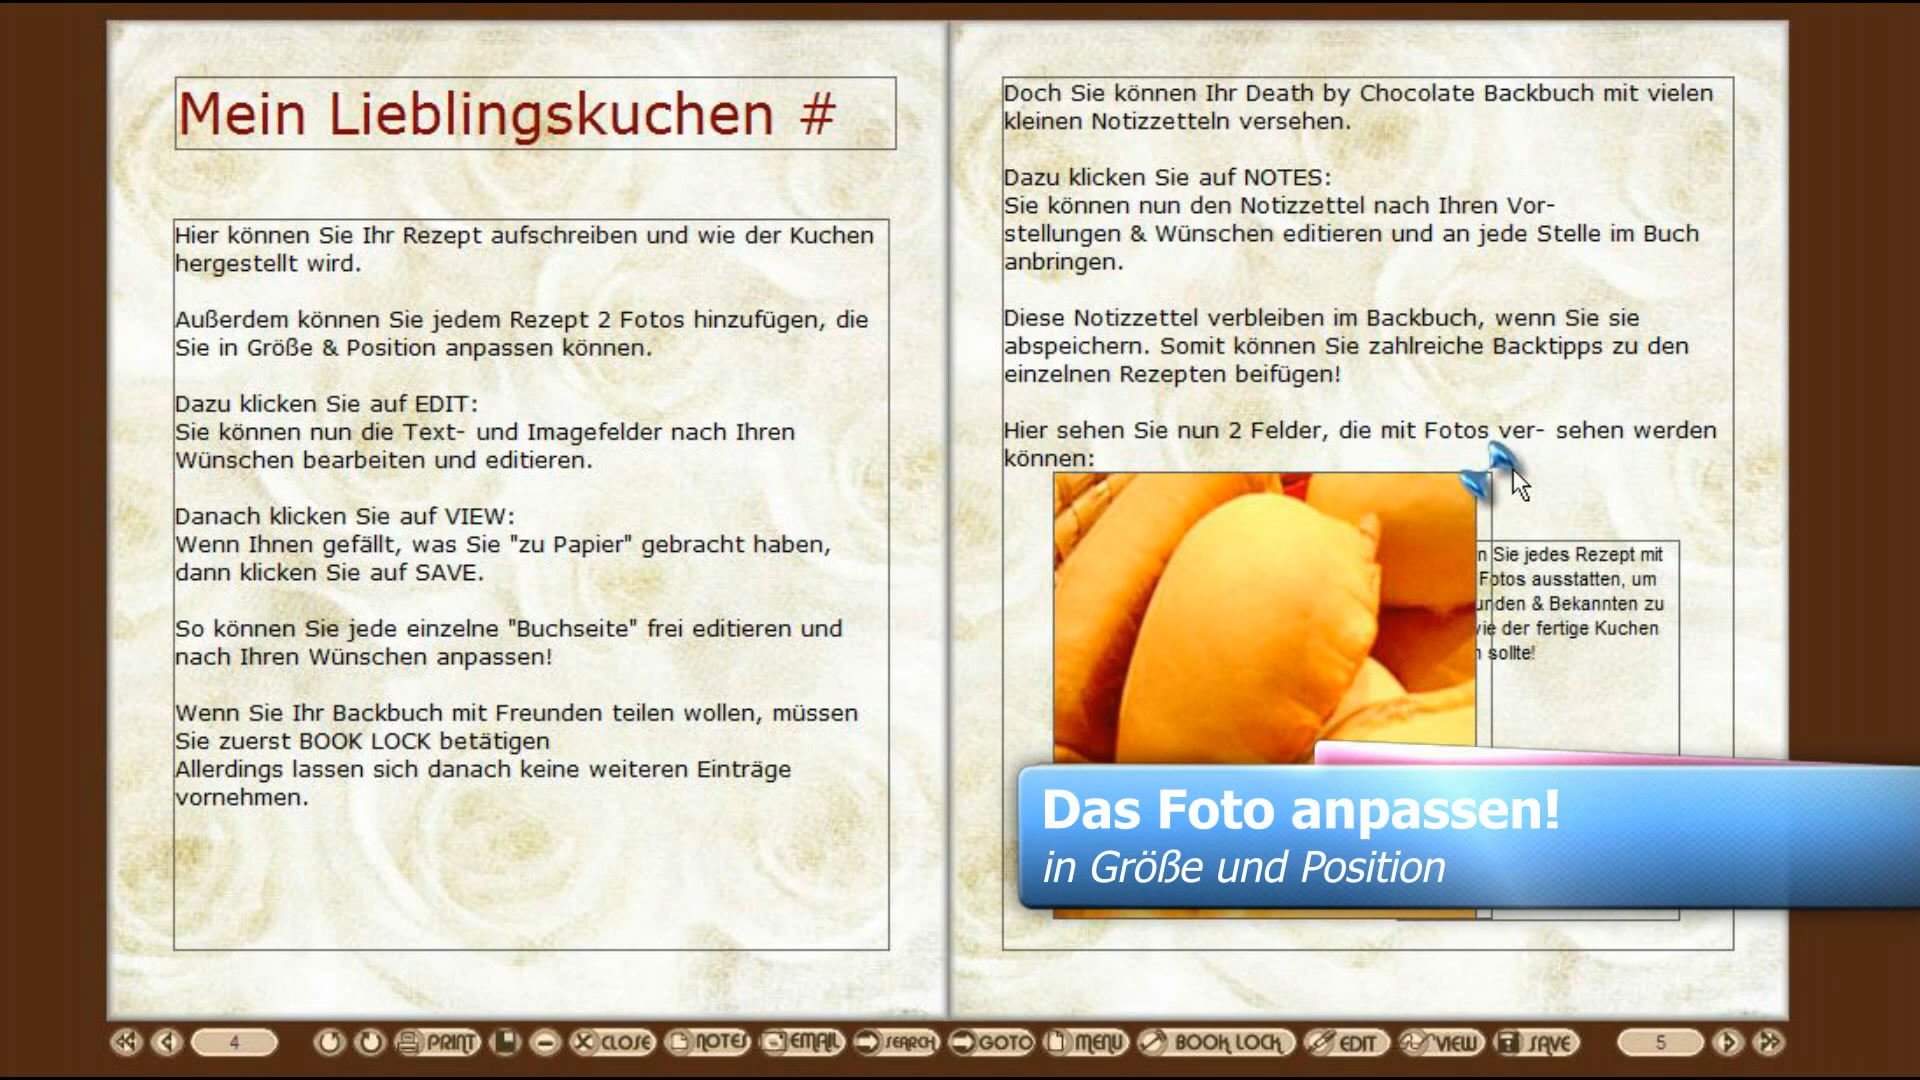 Mein Lieblingskuchen #
Hier können Sie Ihr Rezept aufschreiben und wie der Kuchen
hergestellt wird.
Außerdem können Sie jedem Rezept 2 Fotos hinzufügen, die
Sie in Größe & Position anpassen können.
Dazu klicken Sie auf EDIT:
Sie können nun die Text- und Imagefelder nach Ihren
Wünschen bearbeiten und editieren.
Danach klicken Sie auf VIEW:
Wenn Ihnen gefällt, was Sie "zu Papier" gebracht haben,
dann klicken Sie auf SAVE.
So können Sie jede einzelne "Buchseite" frei editieren und
nach Ihren Wünschen anpassen!
Wenn Sie Ihr Backbuch mit Freunden teilen wollen, müssen
Sie zuerst BOOK LOCK betätigen
Allerdings lassen sich danach keine weiteren Einträge
vornehmen.
Doch Sie können Ihr Death by Chocolate Backbuch mit vielen
kleinen Notizzetteln versehen.
Dazu klicken Sie auf NOTES:
Sie können nun den Notizzettel nach Ihren Vor-
stellungen & Wünschen editieren und an jede Stelle im Buch
anbringen.
Diese Notizzettel verbleiben im Backbuch, wenn Sie sie
abspeichern. Somit können Sie zahlreiche Backtipps zu den
einzelnen Rezepten beifügen!
Hier sehen Sie nun 2 Felder, die mit Fotos ver- sehen werden
können:
Sie jedes Rezept mit
Fotos ausstatten, um
& Bekannten zu
der fertige Kuchen
sollte!
Das Foto anpassen!
in Größe und Position
4 PRINT CLOSE NOTES EMAIL SEARCH GOTO MENU BOOK LOCK EDIT VIEW SAVE 5